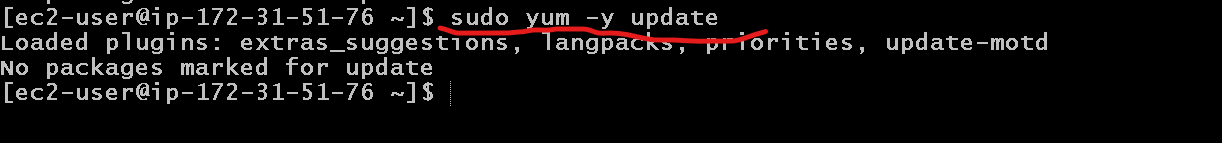 [ec2-user@ip-172-31-51-76 ~]$ sudo yum -y update
Loaded plugins: extras_suggestions, langpacks, priorities, update-motd
No packages marked for update
[ec2-user@ip-172-31-51-76 ~]$